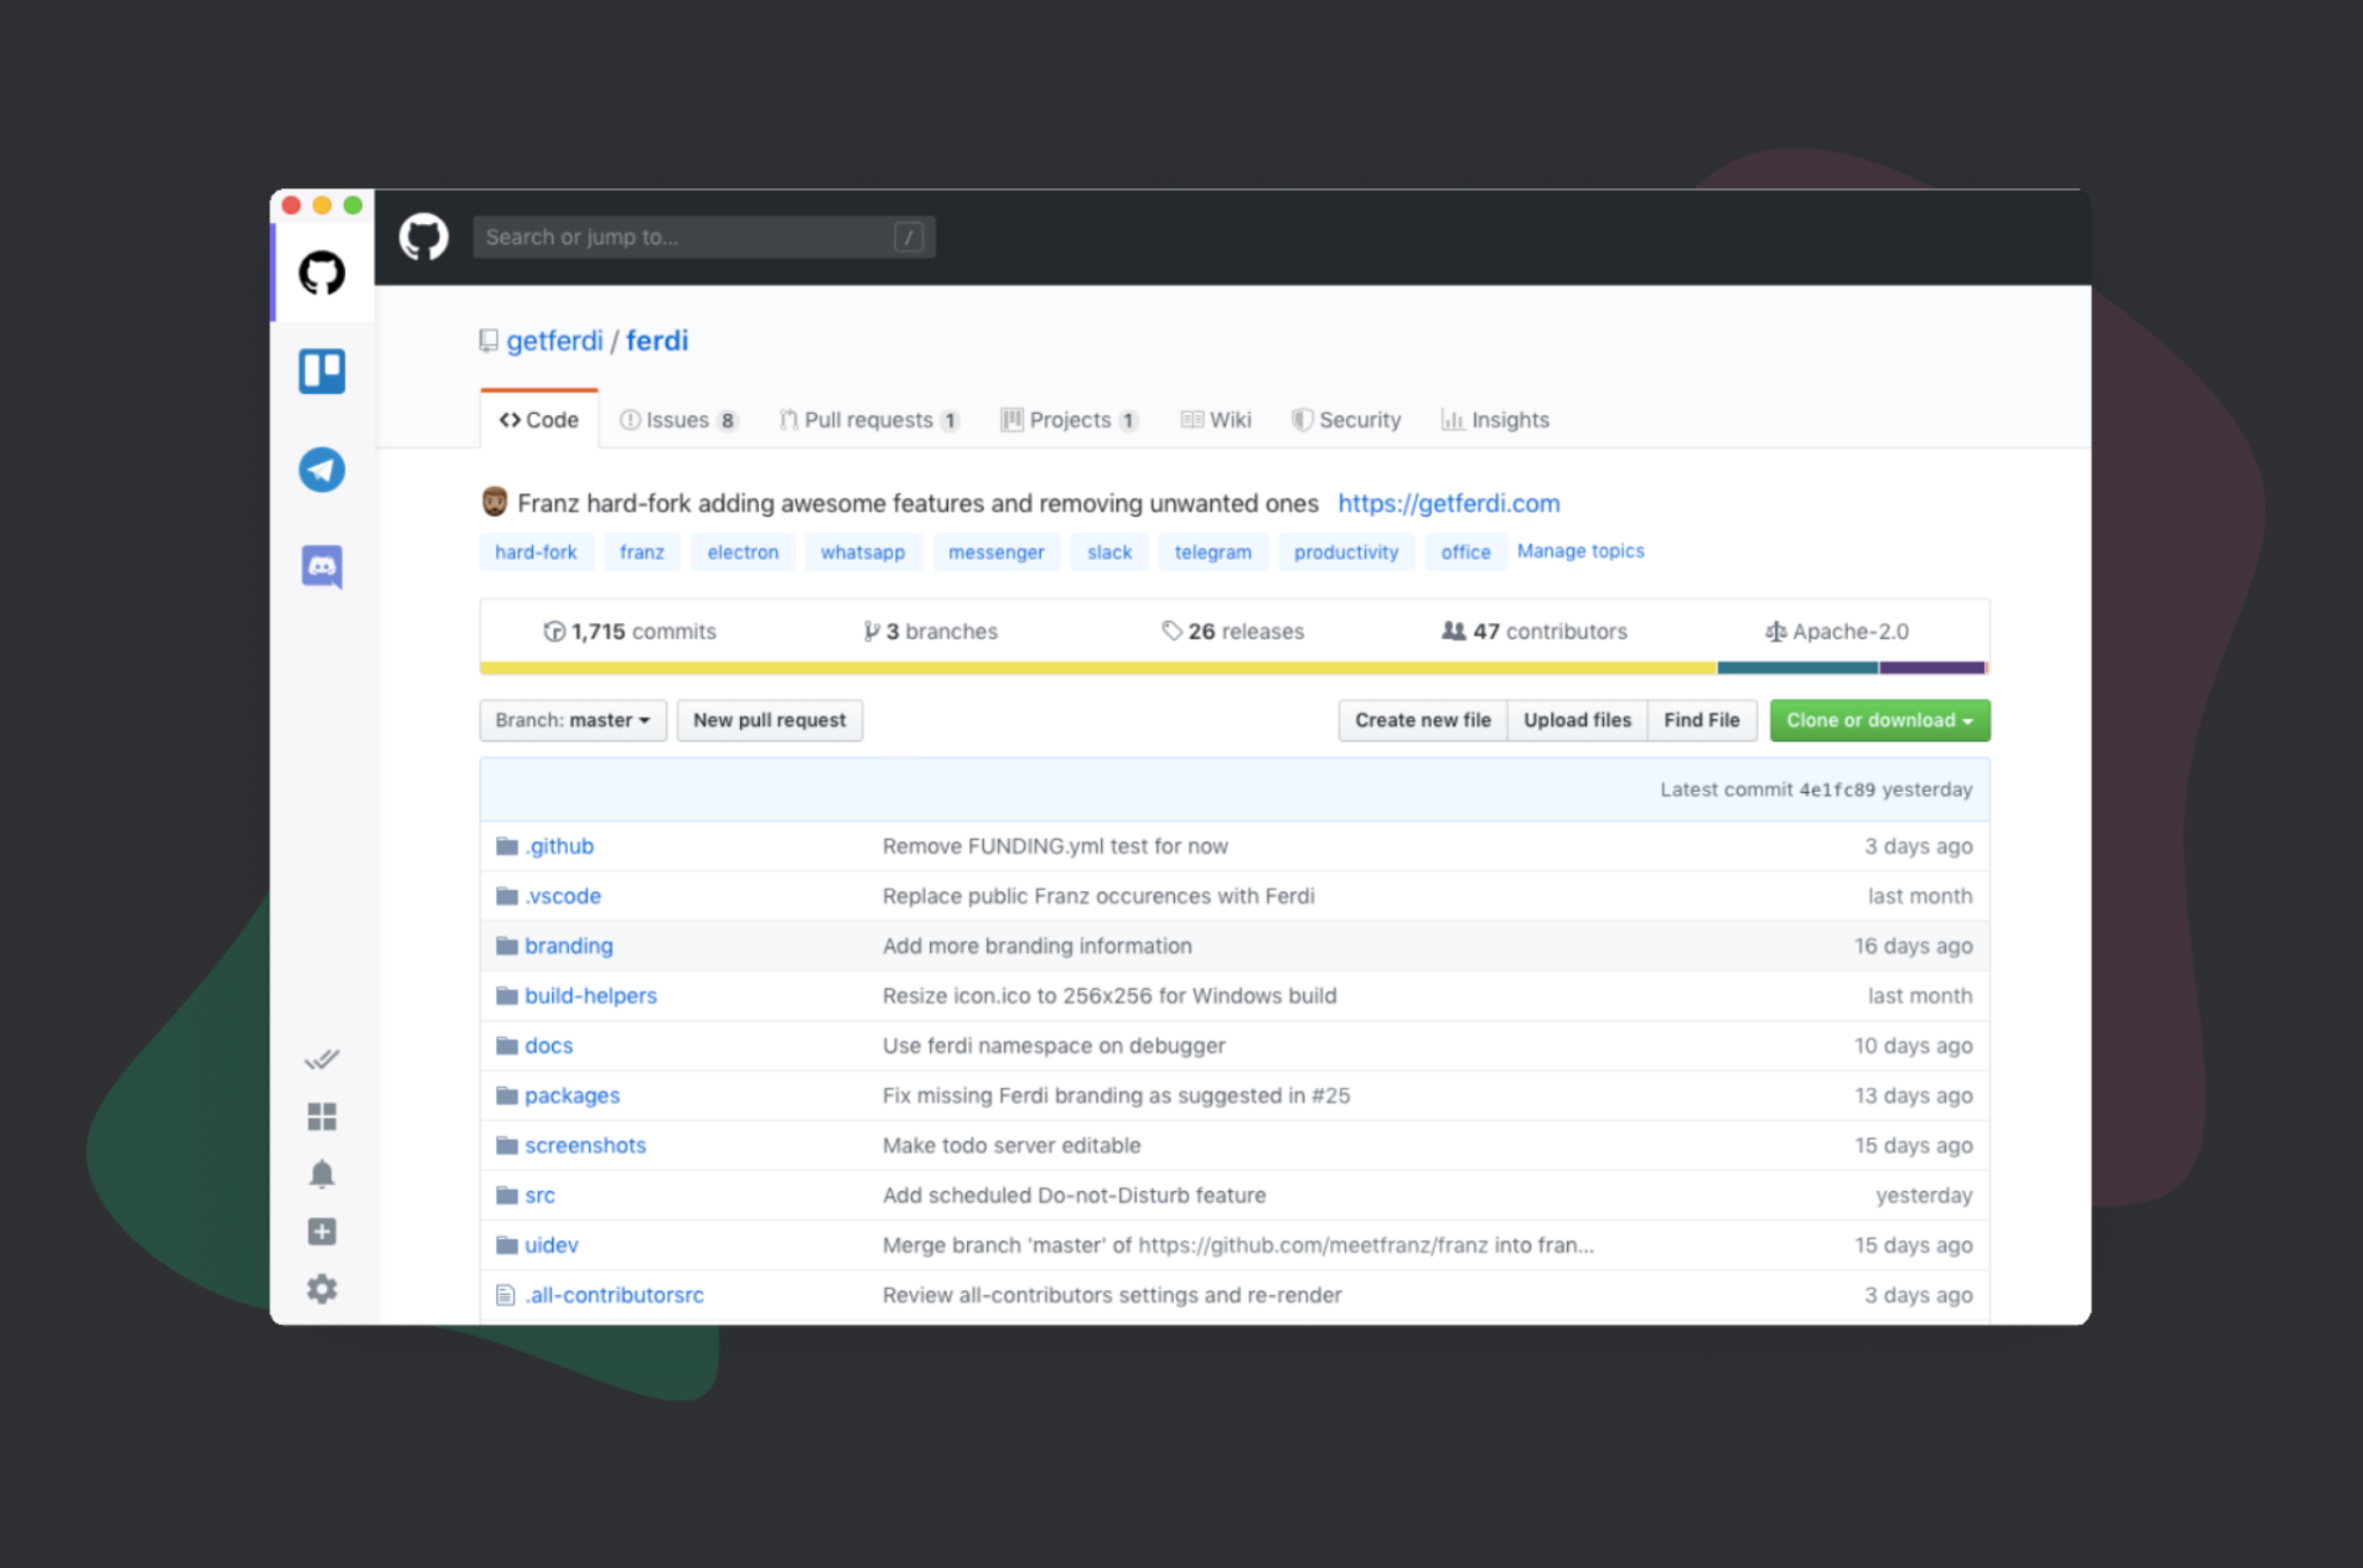 Search or jump to... /
getferdi / ferdi
Code Issues 8 Pull requests 1 Projects 1 Wiki Security Insights
Franz hard-fork adding awesome features and removing unwanted ones https://getferdi.com
hard-fork franz electron whatsapp messenger slack telegram productivity office Manage topics
1,715 commits 3 branches 26 releases 47 contributors Apache-2.0
Branch: master New pull request Create new file Upload files Find File Clone or download
Latest commit 4e1fc89 yesterday
.github Remove FUNDING.yml test for now 3 days ago
.vscode Replace public Franz occurences with Ferdi last month
branding Add more branding information 16 days ago
build-helpers Resize icon.ico to 256x256 for Windows build last month
docs Use ferdi namespace on debugger 10 days ago
packages Fix missing Ferdi branding as suggested in #25 13 days ago
screenshots Make todo server editable 15 days ago
src Add scheduled Do-not-Disturb feature yesterday
uidev Merge branch 'master' of https://github.com/meetfranz/franz into fran... 15 days ago
.all-contributorsrc Review all-contributors settings and re-render 3 days ago